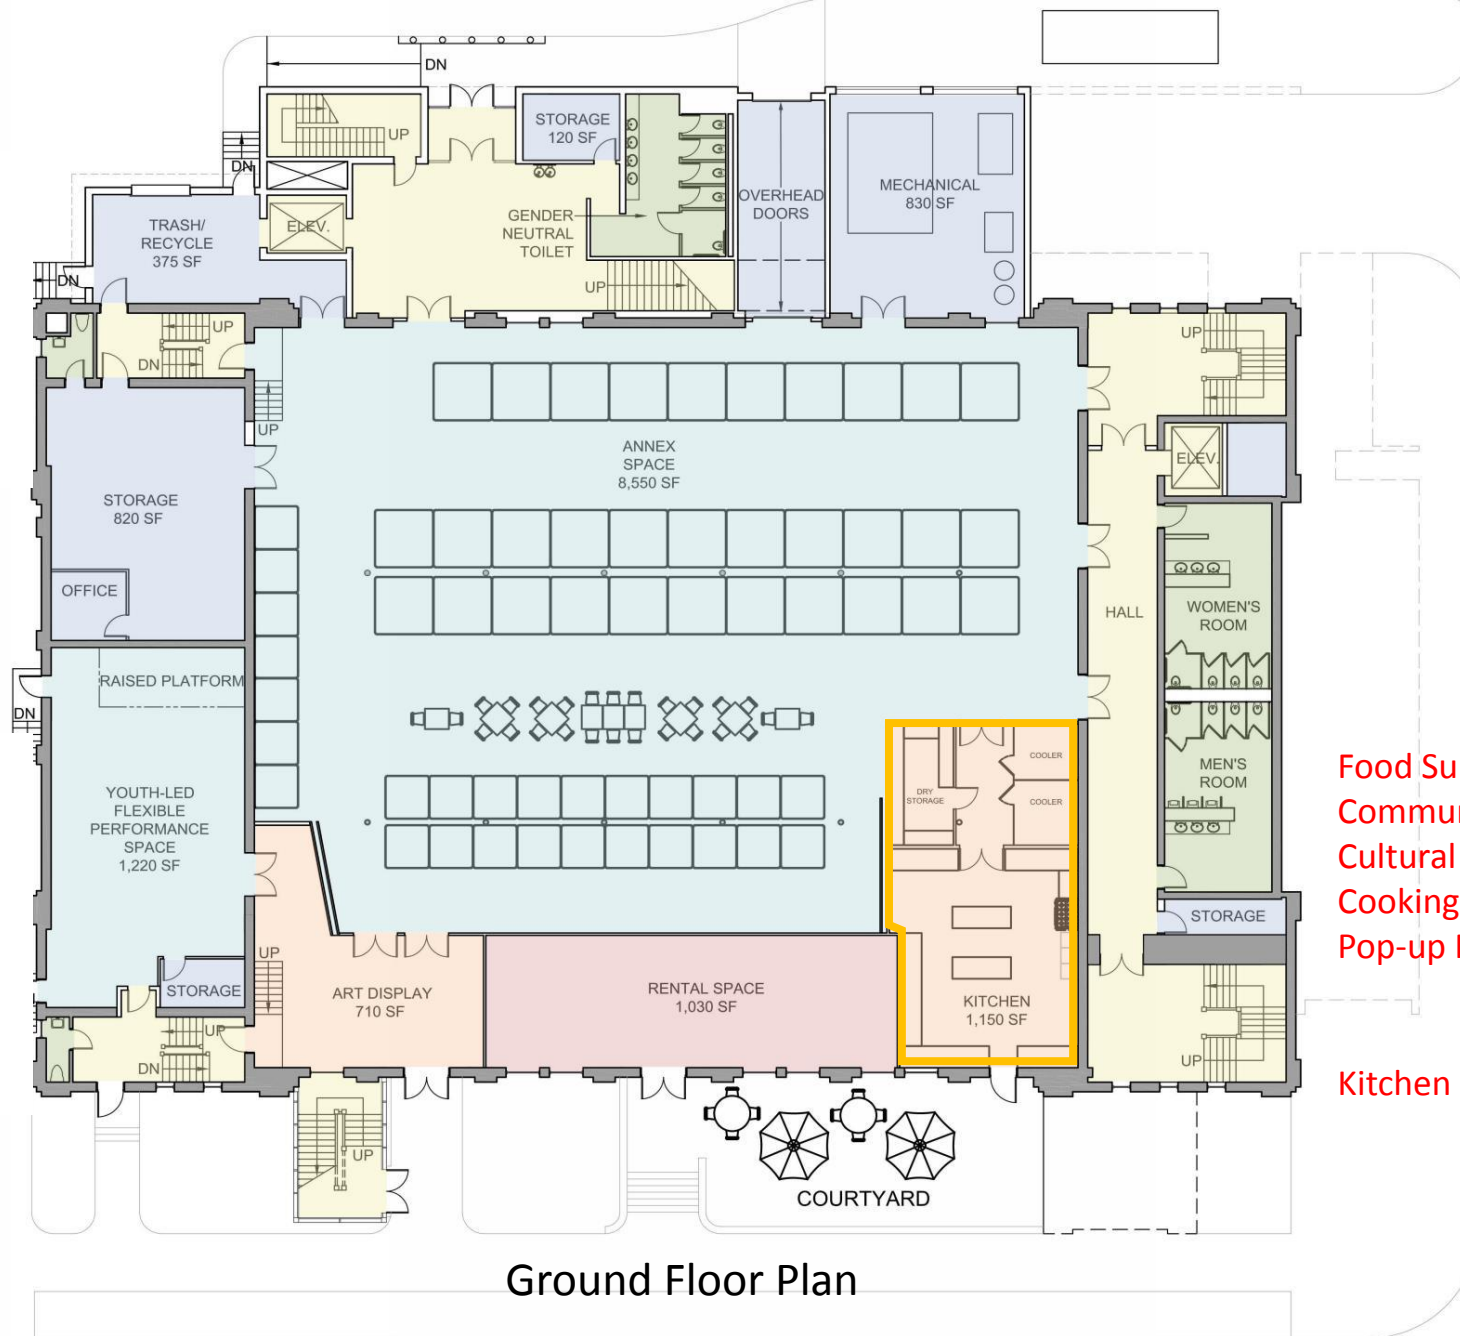 DN
UP
STORAGE
120 SF
DN
OVERHEAD
DOORS
MECHANICAL
830 SF
TRASH/
RECYCLE
375 SF
ELEV.
GENDER
NEUTRAL
TOILET
DN
UP
UP
DN
UP
UP
ANNEX
SPACE
8,550 SF
ELEV.
STORAGE
820 SF
OFFICE
HALL
WOMEN'S
ROOM
RAISED PLATFORM
DN
COOLER
DRY
STORAGE
COOLER
MEN'S
ROOM
YOUTH-LED
FLEXIBLE
PERFORMANCE
SPACE
1,220 SF
Food Su
Commu
Cultural
Cooking
Pop-up
STORAGE
UP
STORAGE
ART DISPLAY
710 SF
RENTAL SPACE
1,030 SF
KITCHEN
1,150 SF
UP
DN
UP
Kitchen
UP
COURTYARD
Ground Floor Plan